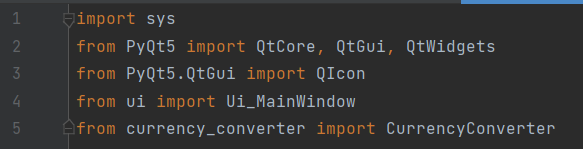 1 import sys
2 from PyQt5 import QtCore, QtGui, QtWidgets
3 from PyQt5.QtGui import QIcon
4 from ui import Ui_MainWindow
5 from currency_converter import CurrencyConverter